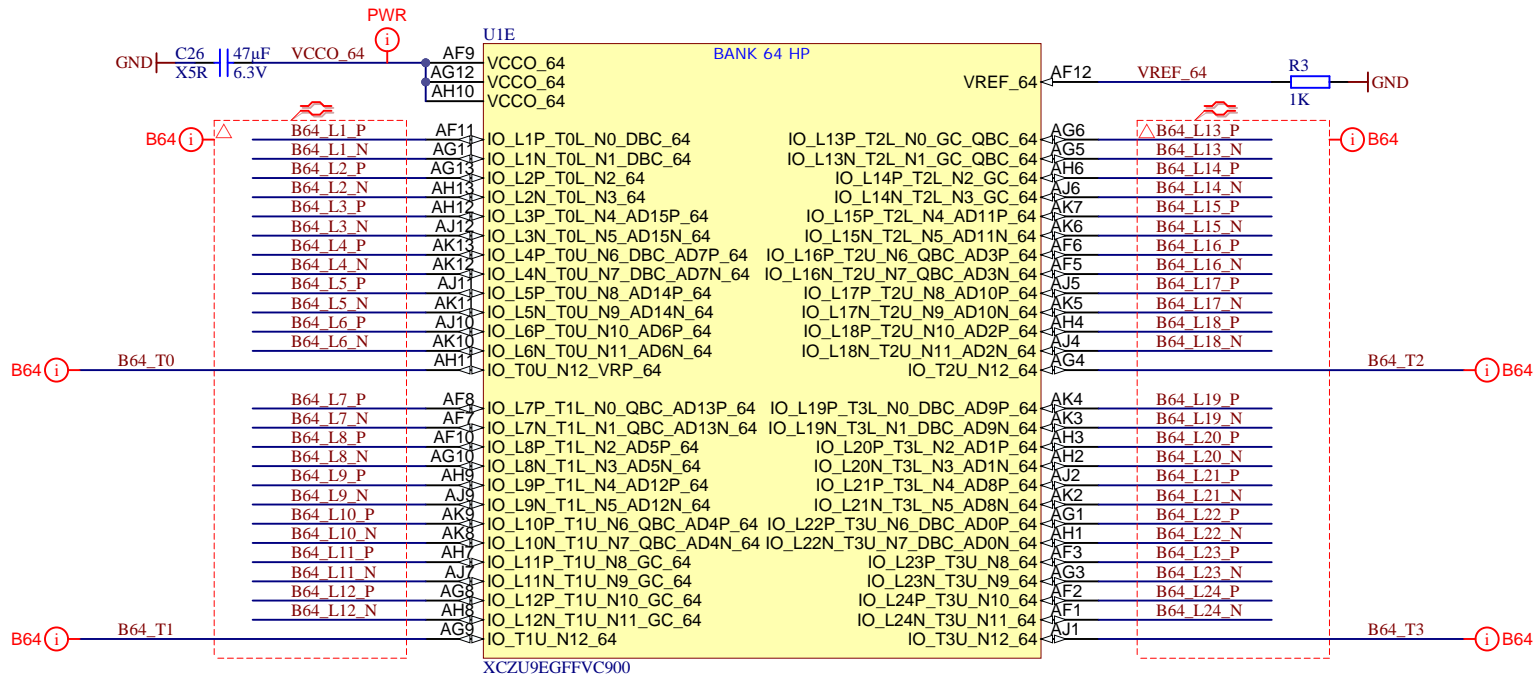 PWR
U1E
BANK 64 HP
GND C26 47µF VCCO_64 AF9 VCCO_64
X5R 6.3V AG12 VCCO_64
AH10 VCCO_64
VREF_64 AF12 VREF_64 R3 GND
1K
B64 B64_L1_P AF11 IO_L1P_T0L_N0_DBC_64 IO_L13P_T2L_N0_GC_QBC_64 AG6 B64_L13_P B64
B64_L1_N AG11 IO_L1N_T0L_N1_DBC_64 IO_L13N_T2L_N1_GC_QBC_64 AG5 B64_L13_N
B64_L2_P AG13 IO_L2P_T0L_N2_64 IO_L14P_T2L_N2_GC_64 AH6 B64_L14_P
B64_L2_N AH13 IO_L2N_T0L_N3_64 IO_L14N_T2L_N3_GC_64 AJ6 B64_L14_N
B64_L3_P AH12 IO_L3P_T0L_N4_AD15P_64 IO_L15P_T2L_N4_AD11P_64 AK7 B64_L15_P
B64_L3_N AJ12 IO_L3N_T0L_N5_AD15N_64 IO_L15N_T2L_N5_AD11N_64 AK6 B64_L15_N
B64_L4_P AK13 IO_L4P_T0U_N6_DBC_AD7P_64 IO_L16P_T2U_N6_QBC_AD3P_64 AF6 B64_L16_P
B64_L4_N AK12 IO_L4N_T0U_N7_DBC_AD7N_64 IO_L16N_T2U_N7_QBC_AD3N_64 AF5 B64_L16_N
B64_L5_P AJ11 IO_L5P_T0U_N8_AD14P_64 IO_L17P_T2U_N8_AD10P_64 AJ5 B64_L17_P
B64_L5_N AK11 IO_L5N_T0U_N9_AD14N_64 IO_L17N_T2U_N9_AD10N_64 AK5 B64_L17_N
B64_L6_P AJ10 IO_L6P_T0U_N10_AD6P_64 IO_L18P_T2U_N10_AD2P_64 AH4 B64_L18_P
B64_L6_N AK10 IO_L6N_T0U_N11_AD6N_64 IO_L18N_T2U_N11_AD2N_64 AJ4 B64_L18_N
B64 B64_T0 AH11 IO_T0U_N12_VRP_64 IO_T2U_N12_64 AG4 B64_T2 B64
B64_L7_P AF8 IO_L7P_T1L_N0_QBC_AD13P_64 IO_L19P_T3L_N0_DBC_AD9P_64 AK4 B64_L19_P
B64_L7_N AF7 IO_L7N_T1L_N1_QBC_AD13N_64 IO_L19N_T3L_N1_DBC_AD9N_64 AK3 B64_L19_N
B64_L8_P AF10 IO_L8P_T1L_N2_AD5P_64 IO_L20P_T3L_N2_AD1P_64 AH3 B64_L20_P
B64_L8_N AG10 IO_L8N_T1L_N3_AD5N_64 IO_L20N_T3L_N3_AD1N_64 AH2 B64_L20_N
B64_L9_P AH9 IO_L9P_T1L_N4_AD12P_64 IO_L21P_T3L_N4_AD8P_64 AJ2 B64_L21_P
B64_L9_N AJ9 IO_L9N_T1L_N5_AD12N_64 IO_L21N_T3L_N5_AD8N_64 AK2 B64_L21_N
B64_L10_P AK9 IO_L10P_T1U_N6_QBC_AD4P_64 IO_L22P_T3U_N6_DBC_AD0P_64 AG1 B64_L22_P
B64_L10_N AK8 IO_L10N_T1U_N7_QBC_AD4N_64 IO_L22N_T3U_N7_DBC_AD0N_64 AH1 B64_L22_N
B64_L11_P AH7 IO_L11P_T1U_N8_GC_64 IO_L23P_T3U_N8_64 AF3 B64_L23_P
B64_L11_N AJ7 IO_L11N_T1U_N9_GC_64 IO_L23N_T3U_N9_64 AG3 B64_L23_N
B64_L12_P AG8 IO_L12P_T1U_N10_GC_64 IO_L24P_T3U_N10_64 AF2 B64_L24_P
B64_L12_N AH8 IO_L12N_T1U_N11_GC_64 IO_L24N_T3U_N11_64 AF1 B64_L24_N
B64 B64_T1 AG9 IO_T1U_N12_64 IO_T3U_N12_64 AJ1 B64_T3 B64
XCZU9EGFFVC900